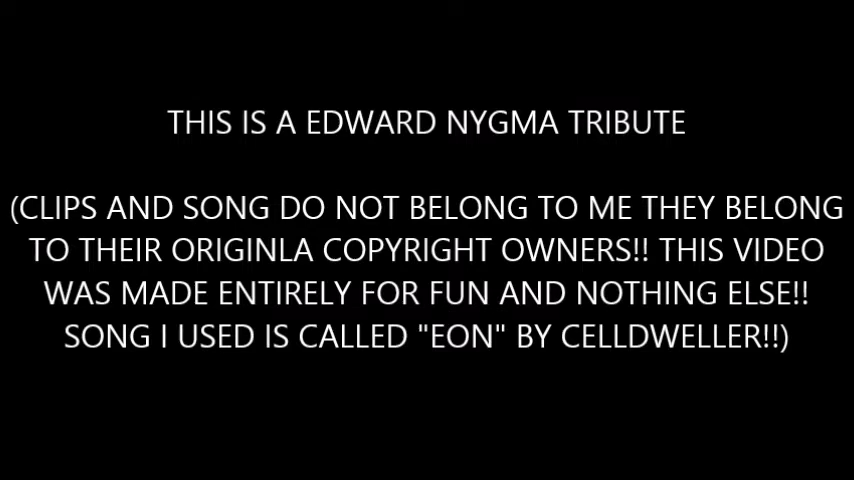 THIS IS A EDWARD NYGMA TRIBUTE
(CLIPS AND SONG DO NOT BELONG TO ME THEY BELONG
TO THEIR ORIGINLA COPYRIGHT OWNERS!! THIS VIDEO
WAS MADE ENTIRELY FOR FUN AND NOTHING ELSE!!
SONG I USED IS CALLED "EON" BY CELLDWELLER!!)